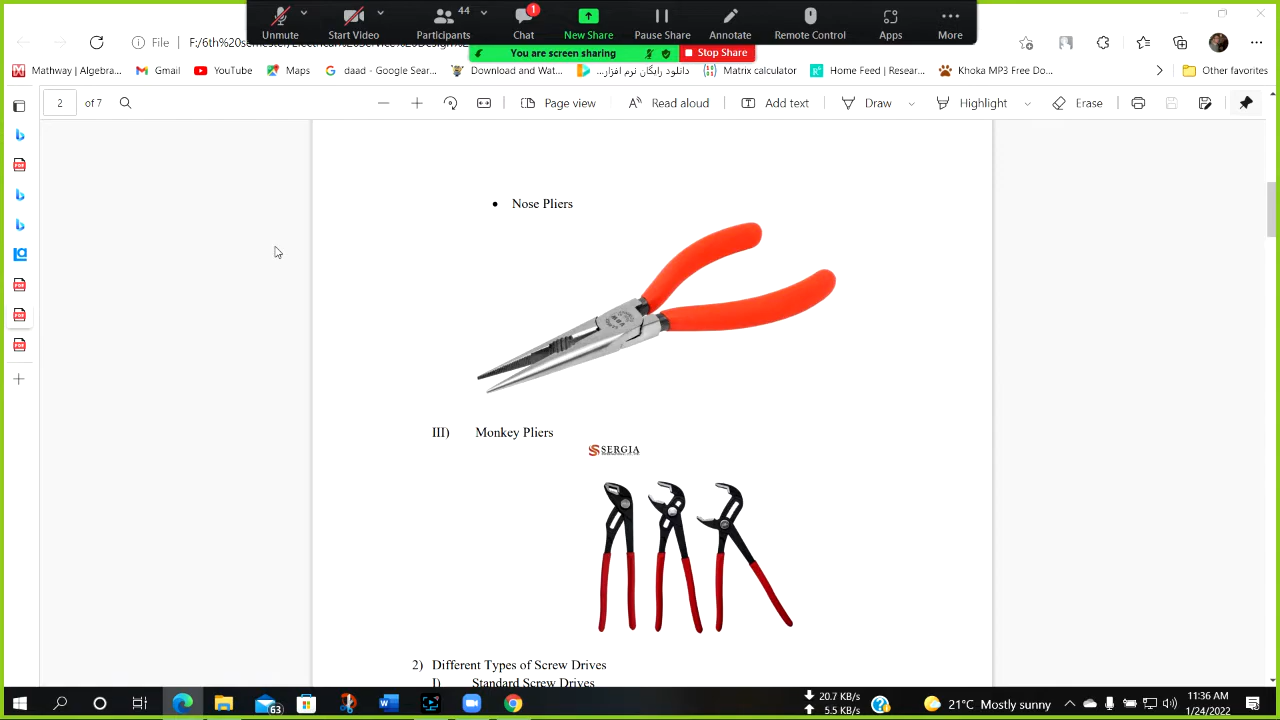 44
1
Unmute
Start Video
Participants
Chat
New Share
Pause Share
Annotate
Remote Control
Apps
More
You are screen sharing
Stop Share
File
Mathway | Algebra...
Gmail
YouTube
Maps
daad - Google Sear...
Download and Wat...
دانلود رایگان نرم افزار...
Matrix calculator
Home Feed | Resear...
Khoka MP3 Free Do...
Other favorites
2
of 7
Page view
Read aloud
Add text
Draw
Highlight
Erase
• Nose Pliers
III) Monkey Pliers
SERGIA
2) Different Types of Screw Drives
I) Standard Screw Drives
63
20.7 KB/s
5.5 KB/s
21°C Mostly sunny
11:36 AM
1/24/2022